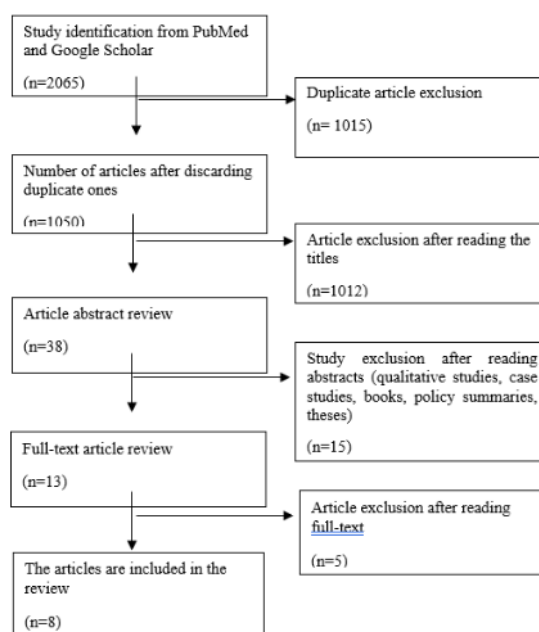 Study identification from PubMed
and Google Scholar
(n=2065)
Duplicate article exclusion
(n= 1015)
Number of articles after discarding
duplicate ones
(n=1050)
Article exclusion after reading the
titles
(n=1012)
Article abstract review
(n=38)
Study exclusion after reading
abstracts (qualitative studies, case
studies, books, policy summaries,
theses)
(n=15)
Full-text article review
(n=13)
Article exclusion after reading
full-text
(n=5)
The articles are included in the
review
(n=8)